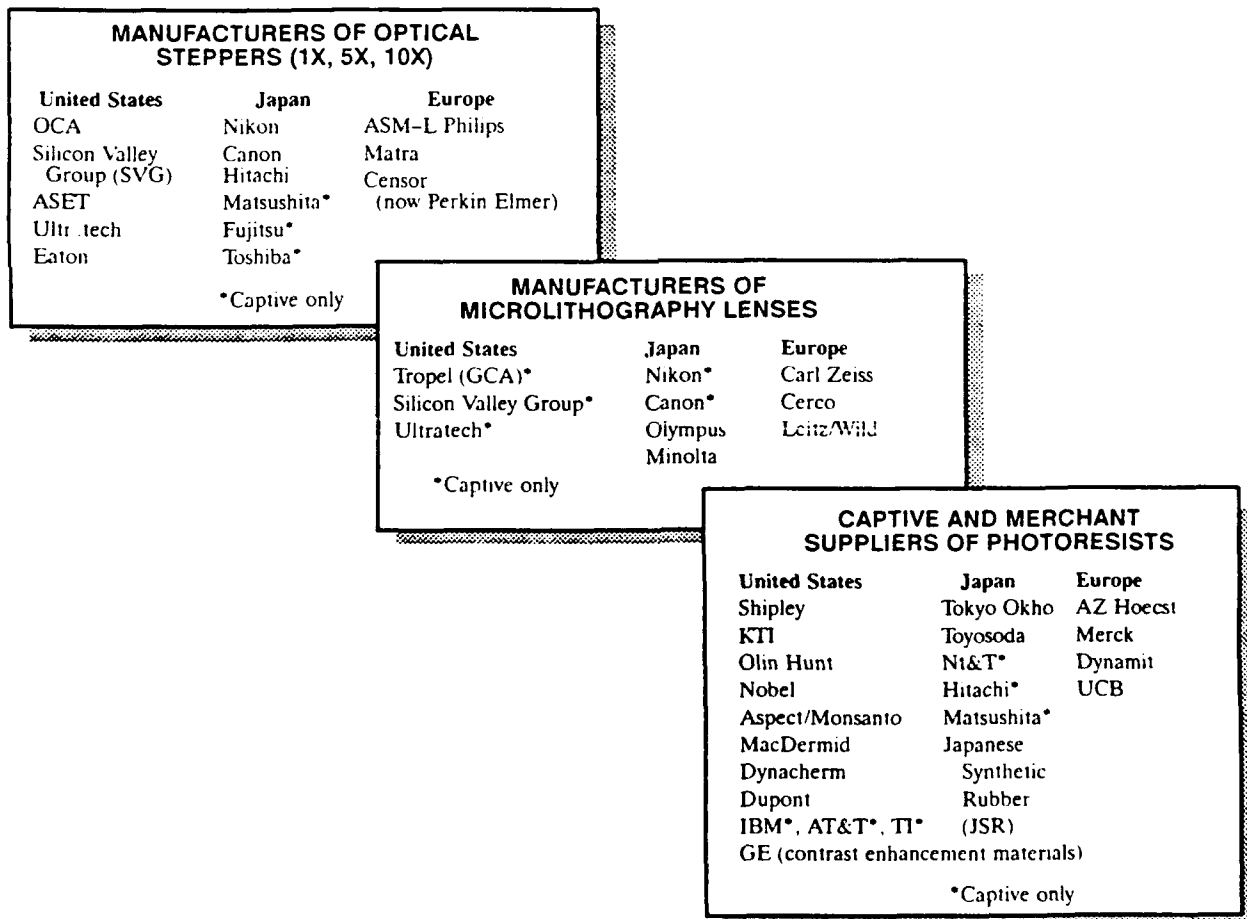 MANUFACTURERS OF OPTICAL
STEPPERS (1X, 5X, 10X)
United States Japan Europe
OCA Nikon ASM-L Philips
Silicon Valley Canon Matra
Group (SVG) Hitachi Censor
ASET Matsushita* (now Perkin Elmer)
Fujitsu*
Eaton Toshiba*
*Captive only
MANUFACTURERS OF
MICROLITHOGRAPHY LENSES
United States Japan Europe
Tropel (GCA)* Nikon* Carl Zeiss
Silicon Valley Group* Canon* Cerco
Ultratech* Olympus Leitz/Wild
Minolta
*Captive only
CAPTIVE AND MERCHANT
SUPPLIERS OF PHOTORESISTS
United States Japan Europe
Shipley Tokyo Okho AZ Hoecst
KTI Toyosoda Merck
Olin Hunt Nt&T* Dynamit
Nobel Hitachi* UCB
Aspect/Monsanto Matsushita*
MacDermid Japanese
Dynacherm Synthetic
Dupont Rubber
IBM*, AT&T*, TI* (JSR)
GE (contrast enhancement materials)
*Captive only